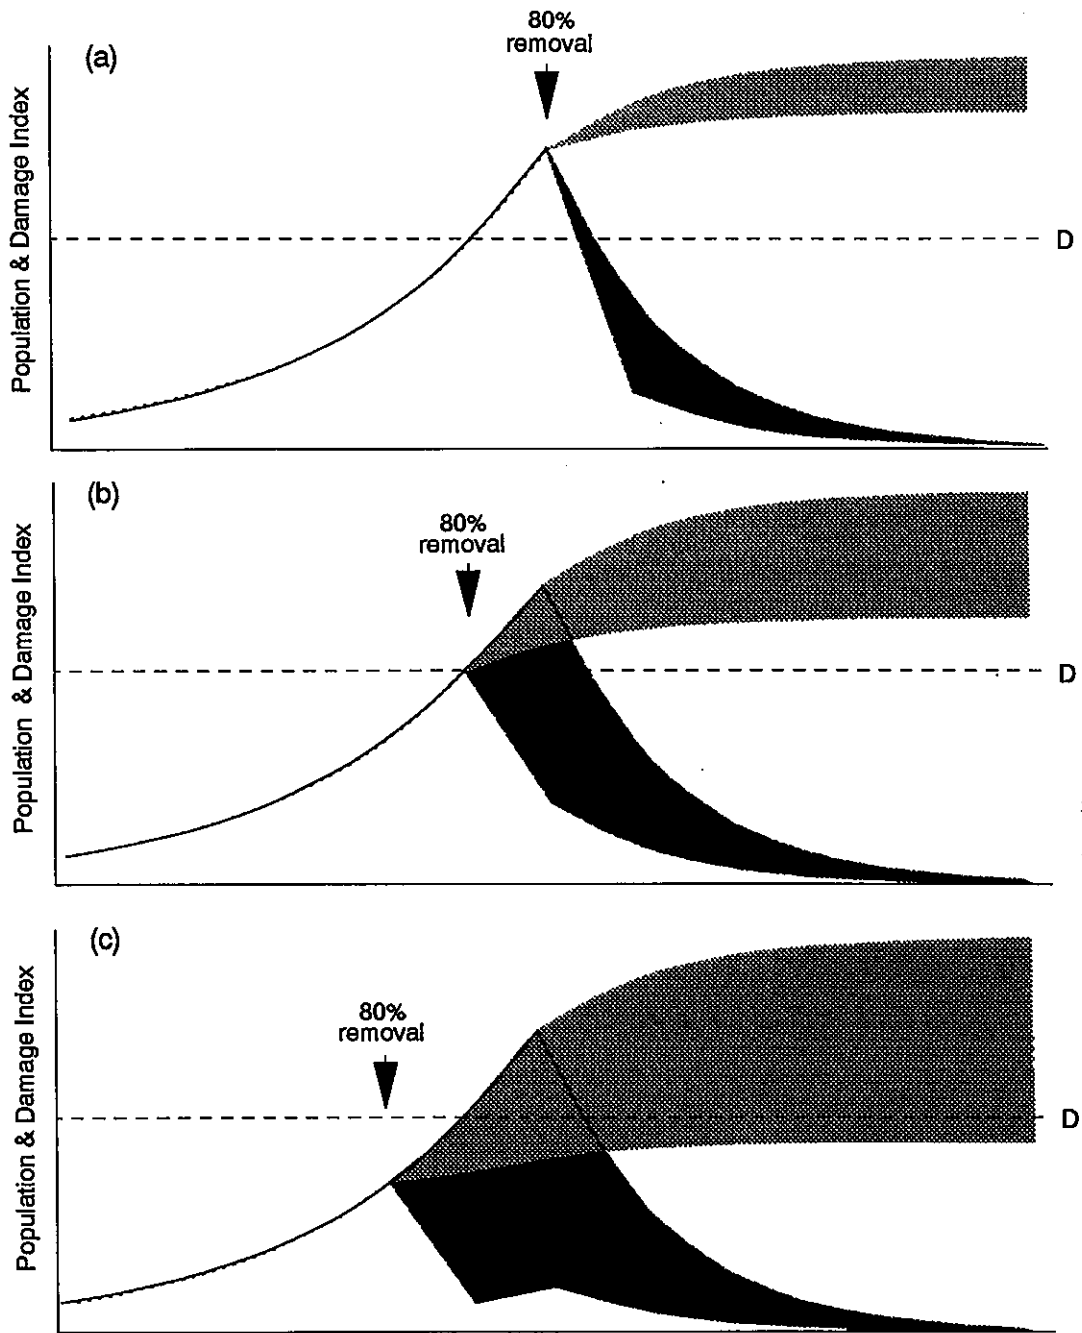 80%
removal
(a)
Population & Damage Index
D
(b)
80%
removal
Population & Damage Index
D
(c)
80%
removal
Population & Damage Index
D